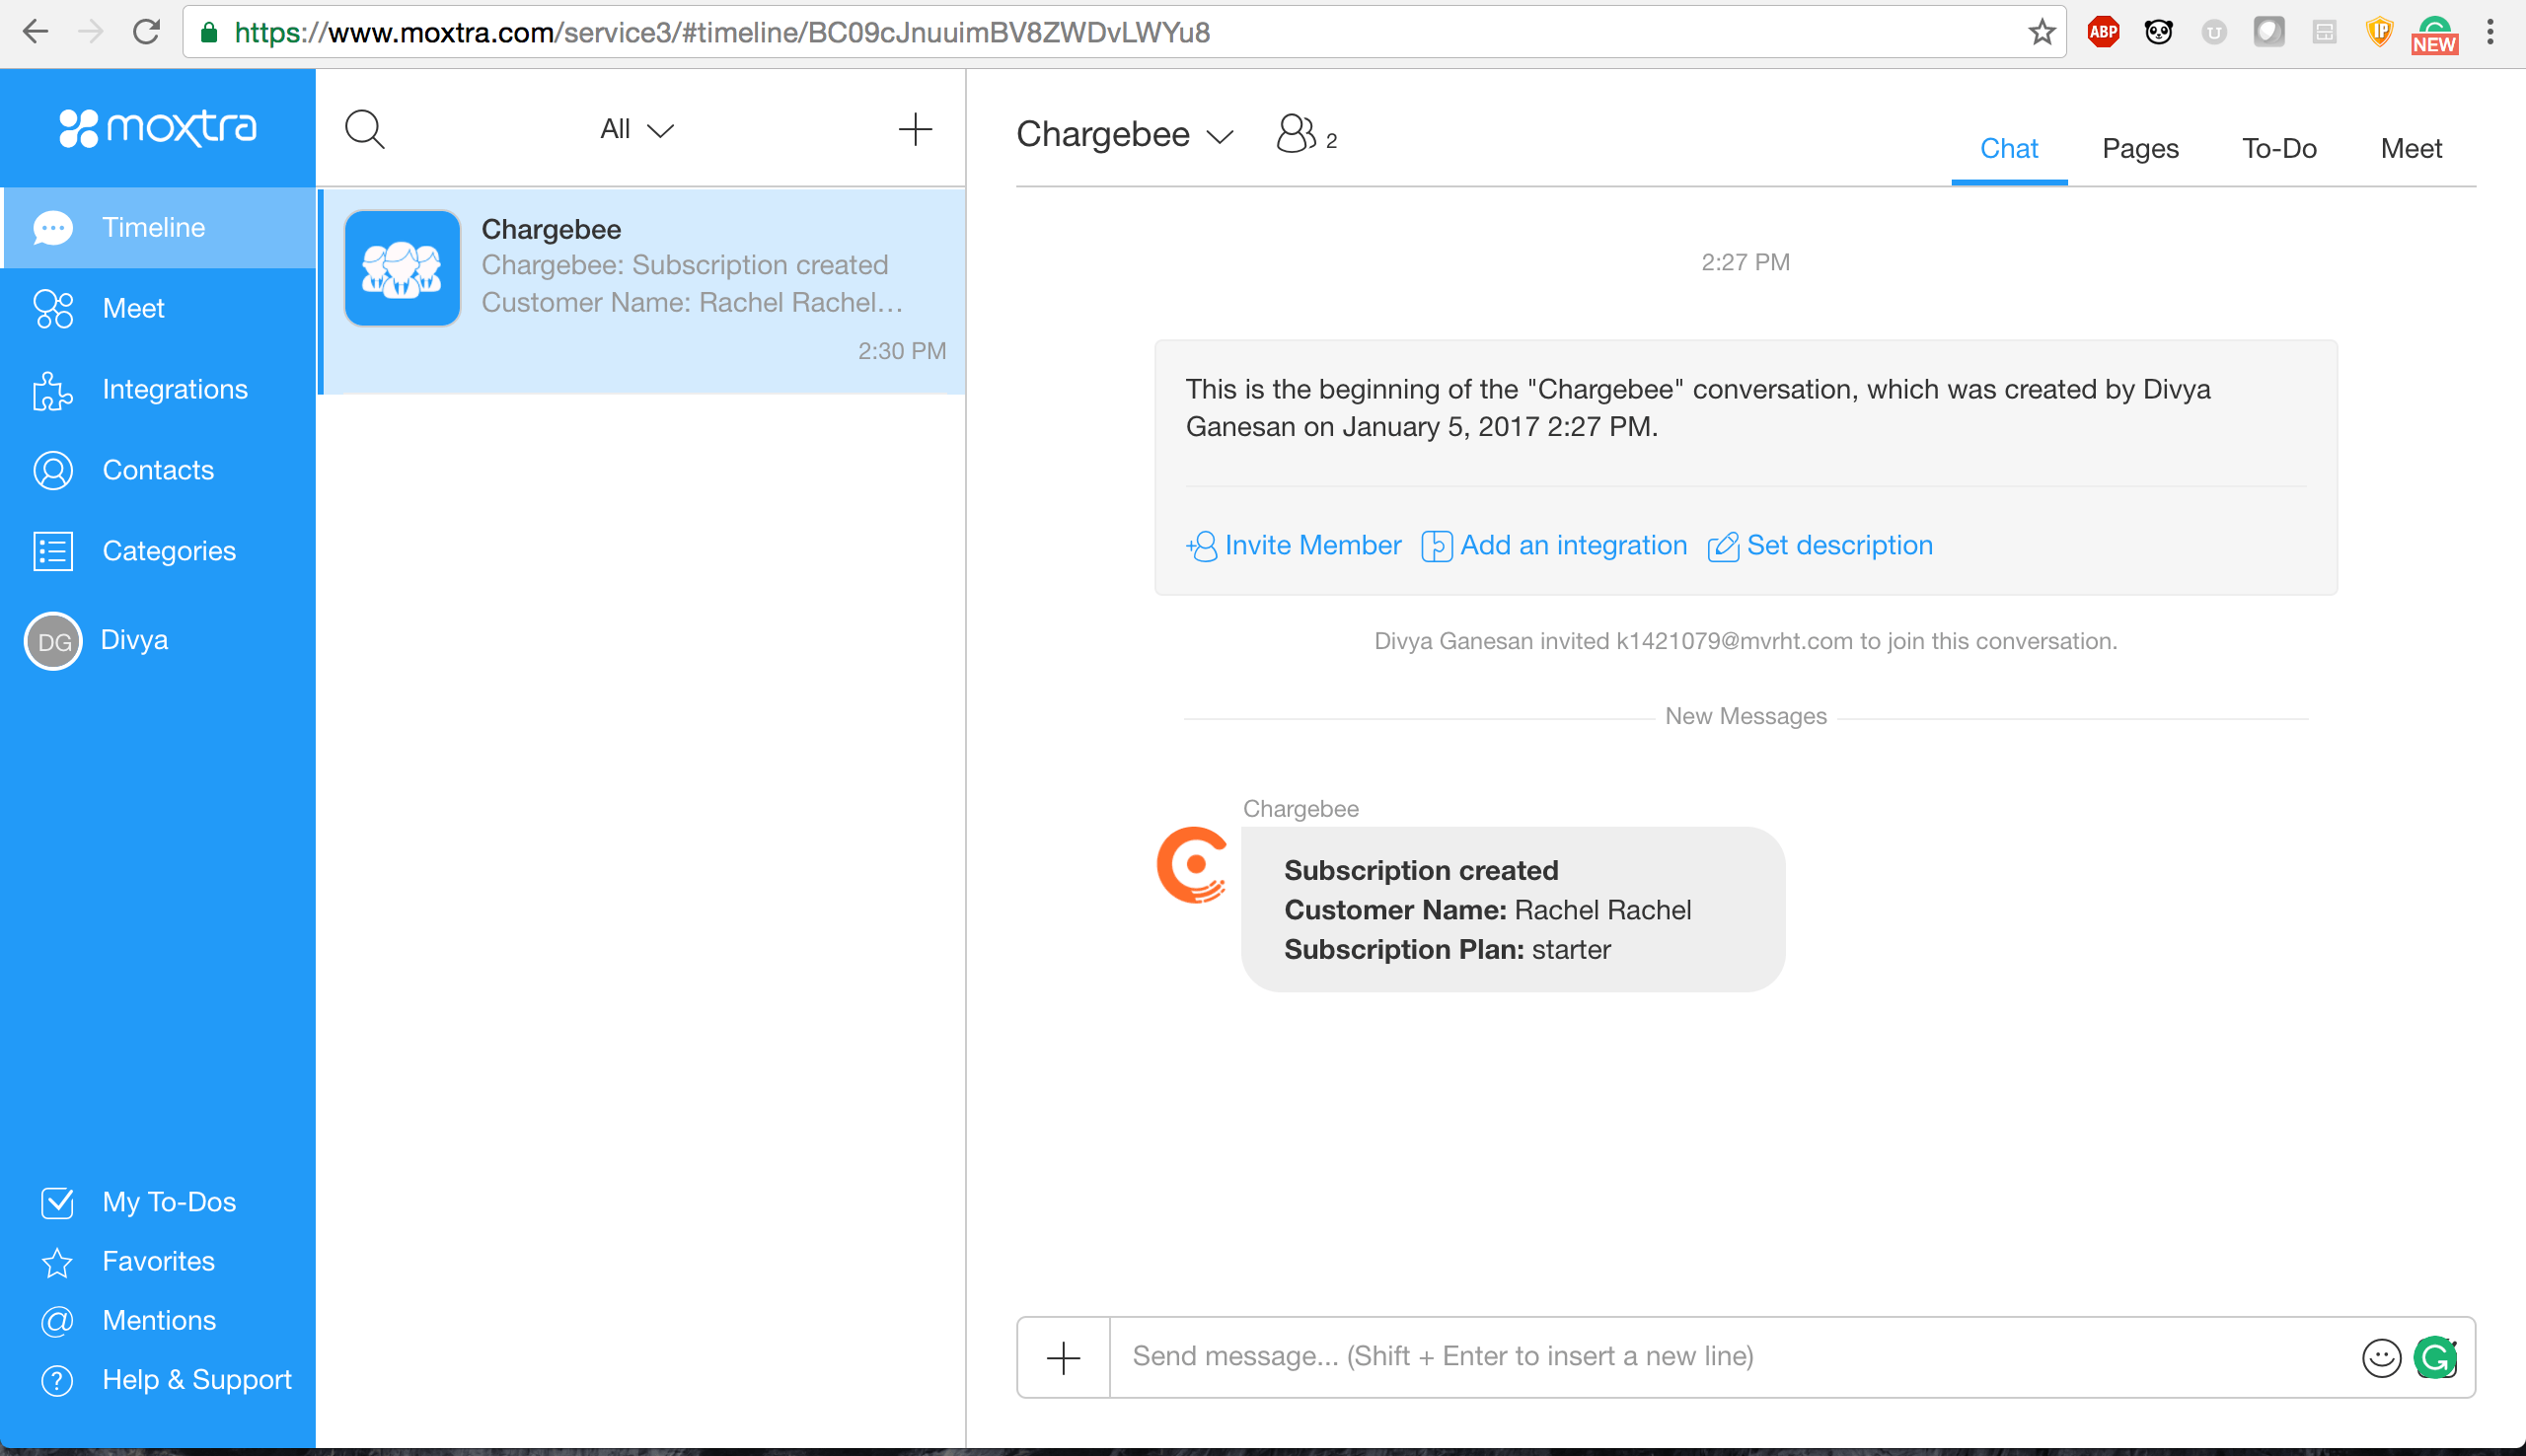 https://www.moxtra.com/service3/#timeline/BC09cJnuuimBV8ZWDvLWYu8
ABP
U
IP
NEW
moxtra
Timeline
Meet
Integrations
Contacts
Categories
DG Divya
My To-Dos
Favorites
@ Mentions
? Help & Support
All
Chargebee
Chargebee: Subscription created
Customer Name: Rachel Rachel...
2:30 PM
Chargebee 2
Chat Pages To-Do Meet
2:27 PM
This is the beginning of the "Chargebee" conversation, which was created by Divya
Ganesan on January 5, 2017 2:27 PM.
Invite Member Add an integration Set description
Divya Ganesan invited k1421079@mvrht.com to join this conversation.
New Messages
Chargebee
Subscription created
Customer Name: Rachel Rachel
Subscription Plan: starter
Send message... (Shift + Enter to insert a new line)